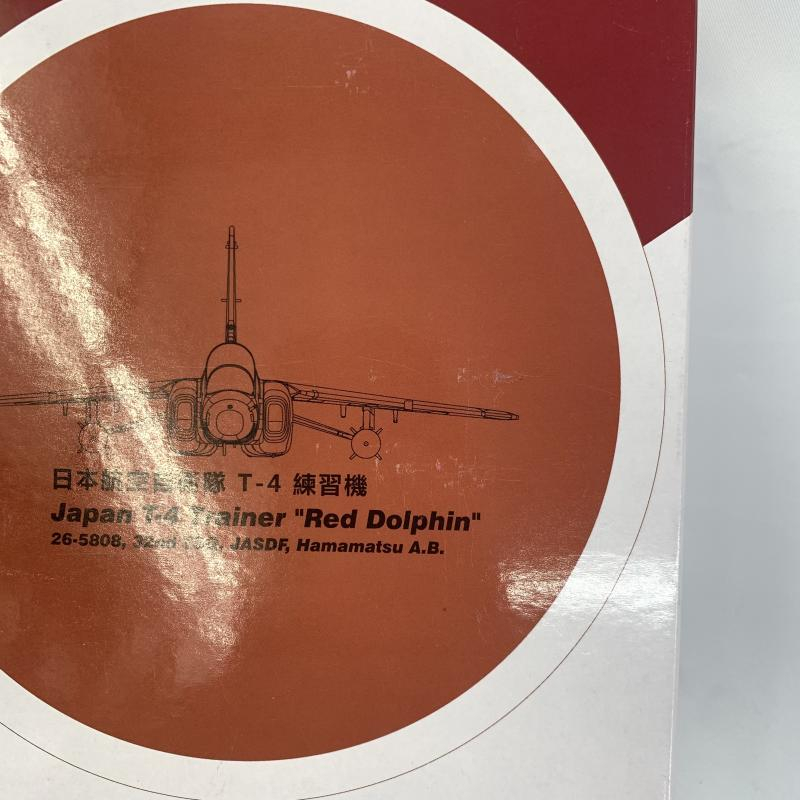 日本航空自衛隊 T-4 練習機
Japan T-4 Trainer "Red Dolphin"
26-5808, 32nd JASDF, Hamamatsu A.B.